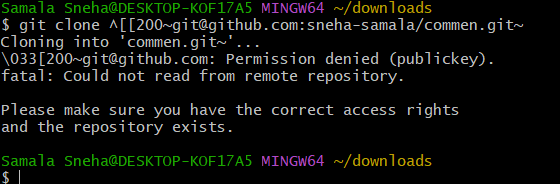 Samala Sneha@DESKTOP-KOF17A5 MINGW64 ~/downloads
$ git clone ^[[200~git@github.com:sneha-samala/commen.git~
Cloning into 'commen.git~'...
\033[200~git@github.com: Permission denied (publickey).
fatal: Could not read from remote repository.
Please make sure you have the correct access rights
and the repository exists.
Samala Sneha@DESKTOP-KOF17A5 MINGW64 ~/downloads
$